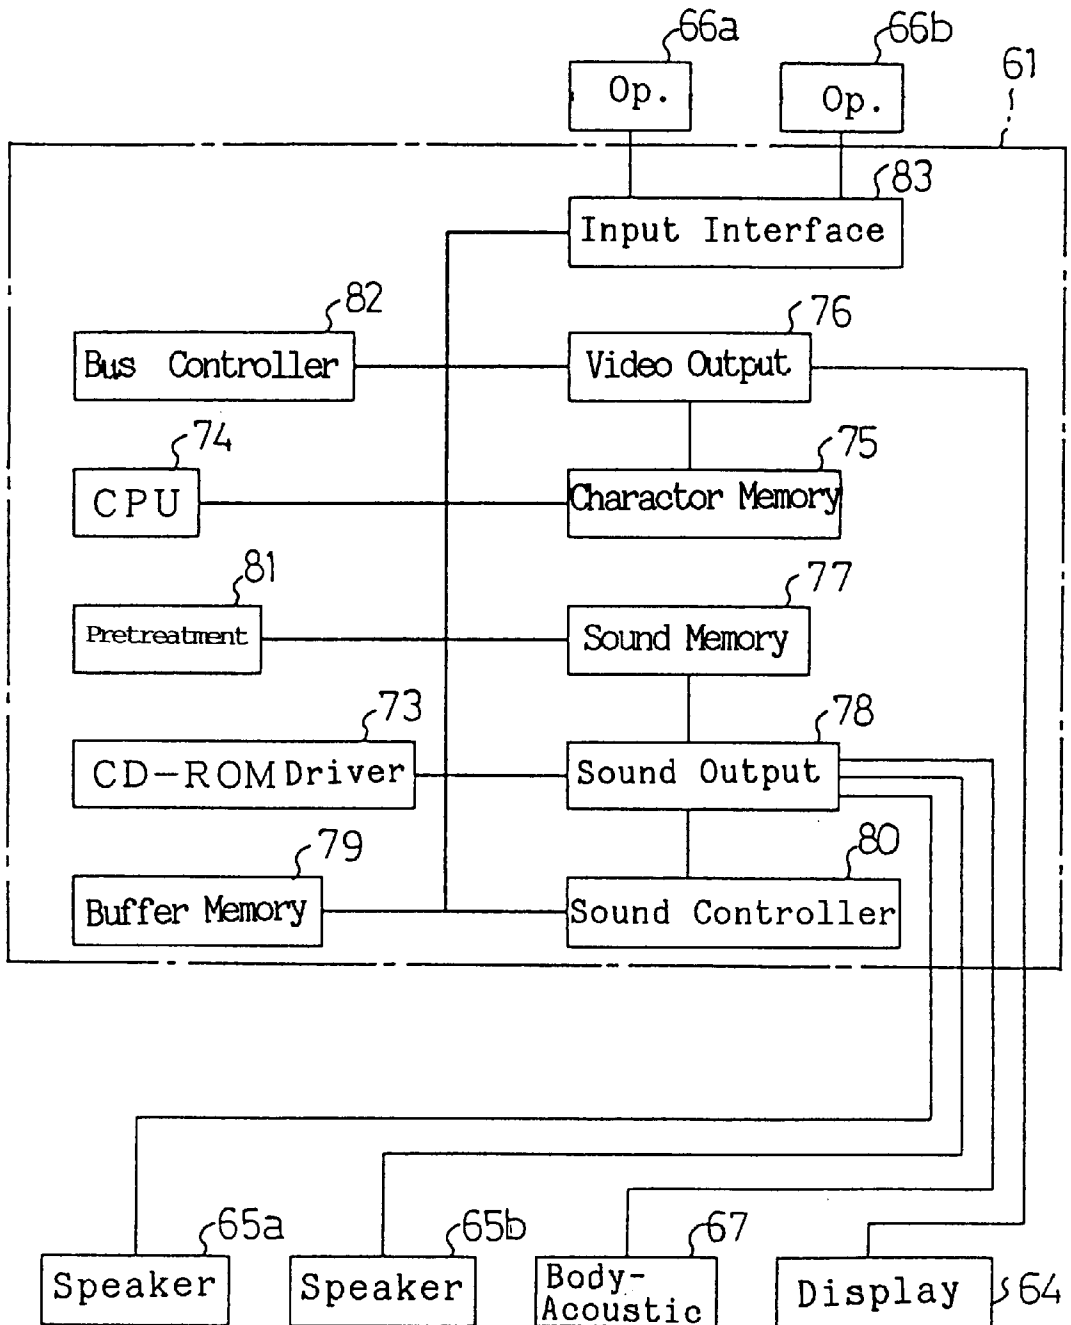 66a
66b
61
Op.
Op.
83
Input Interface
82
76
Bus Controller
Video Output
74
75
CPU
Charactor Memory
81
77
Pretreatment
Sound Memory
73
78
CD-ROM Driver
Sound Output
79
80
Buffer Memory
Sound Controller
65a
65b
67
Speaker
Speaker
Body-
Acoustic
Display
64